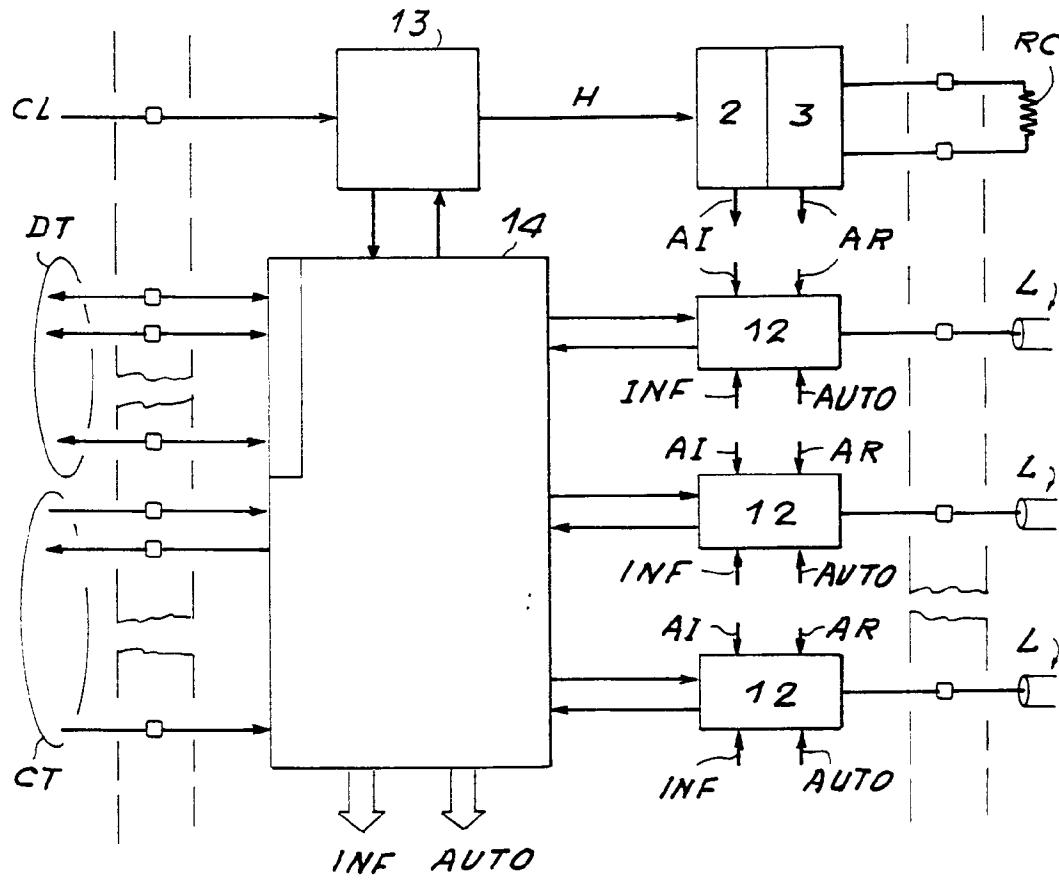 13
RC
CL
H
2 3
DT
14
AI AR
L
12
INF AUTO
AI AR
L
12
INF AUTO
AI AR
L
12
CT
INF AUTO
INF AUTO